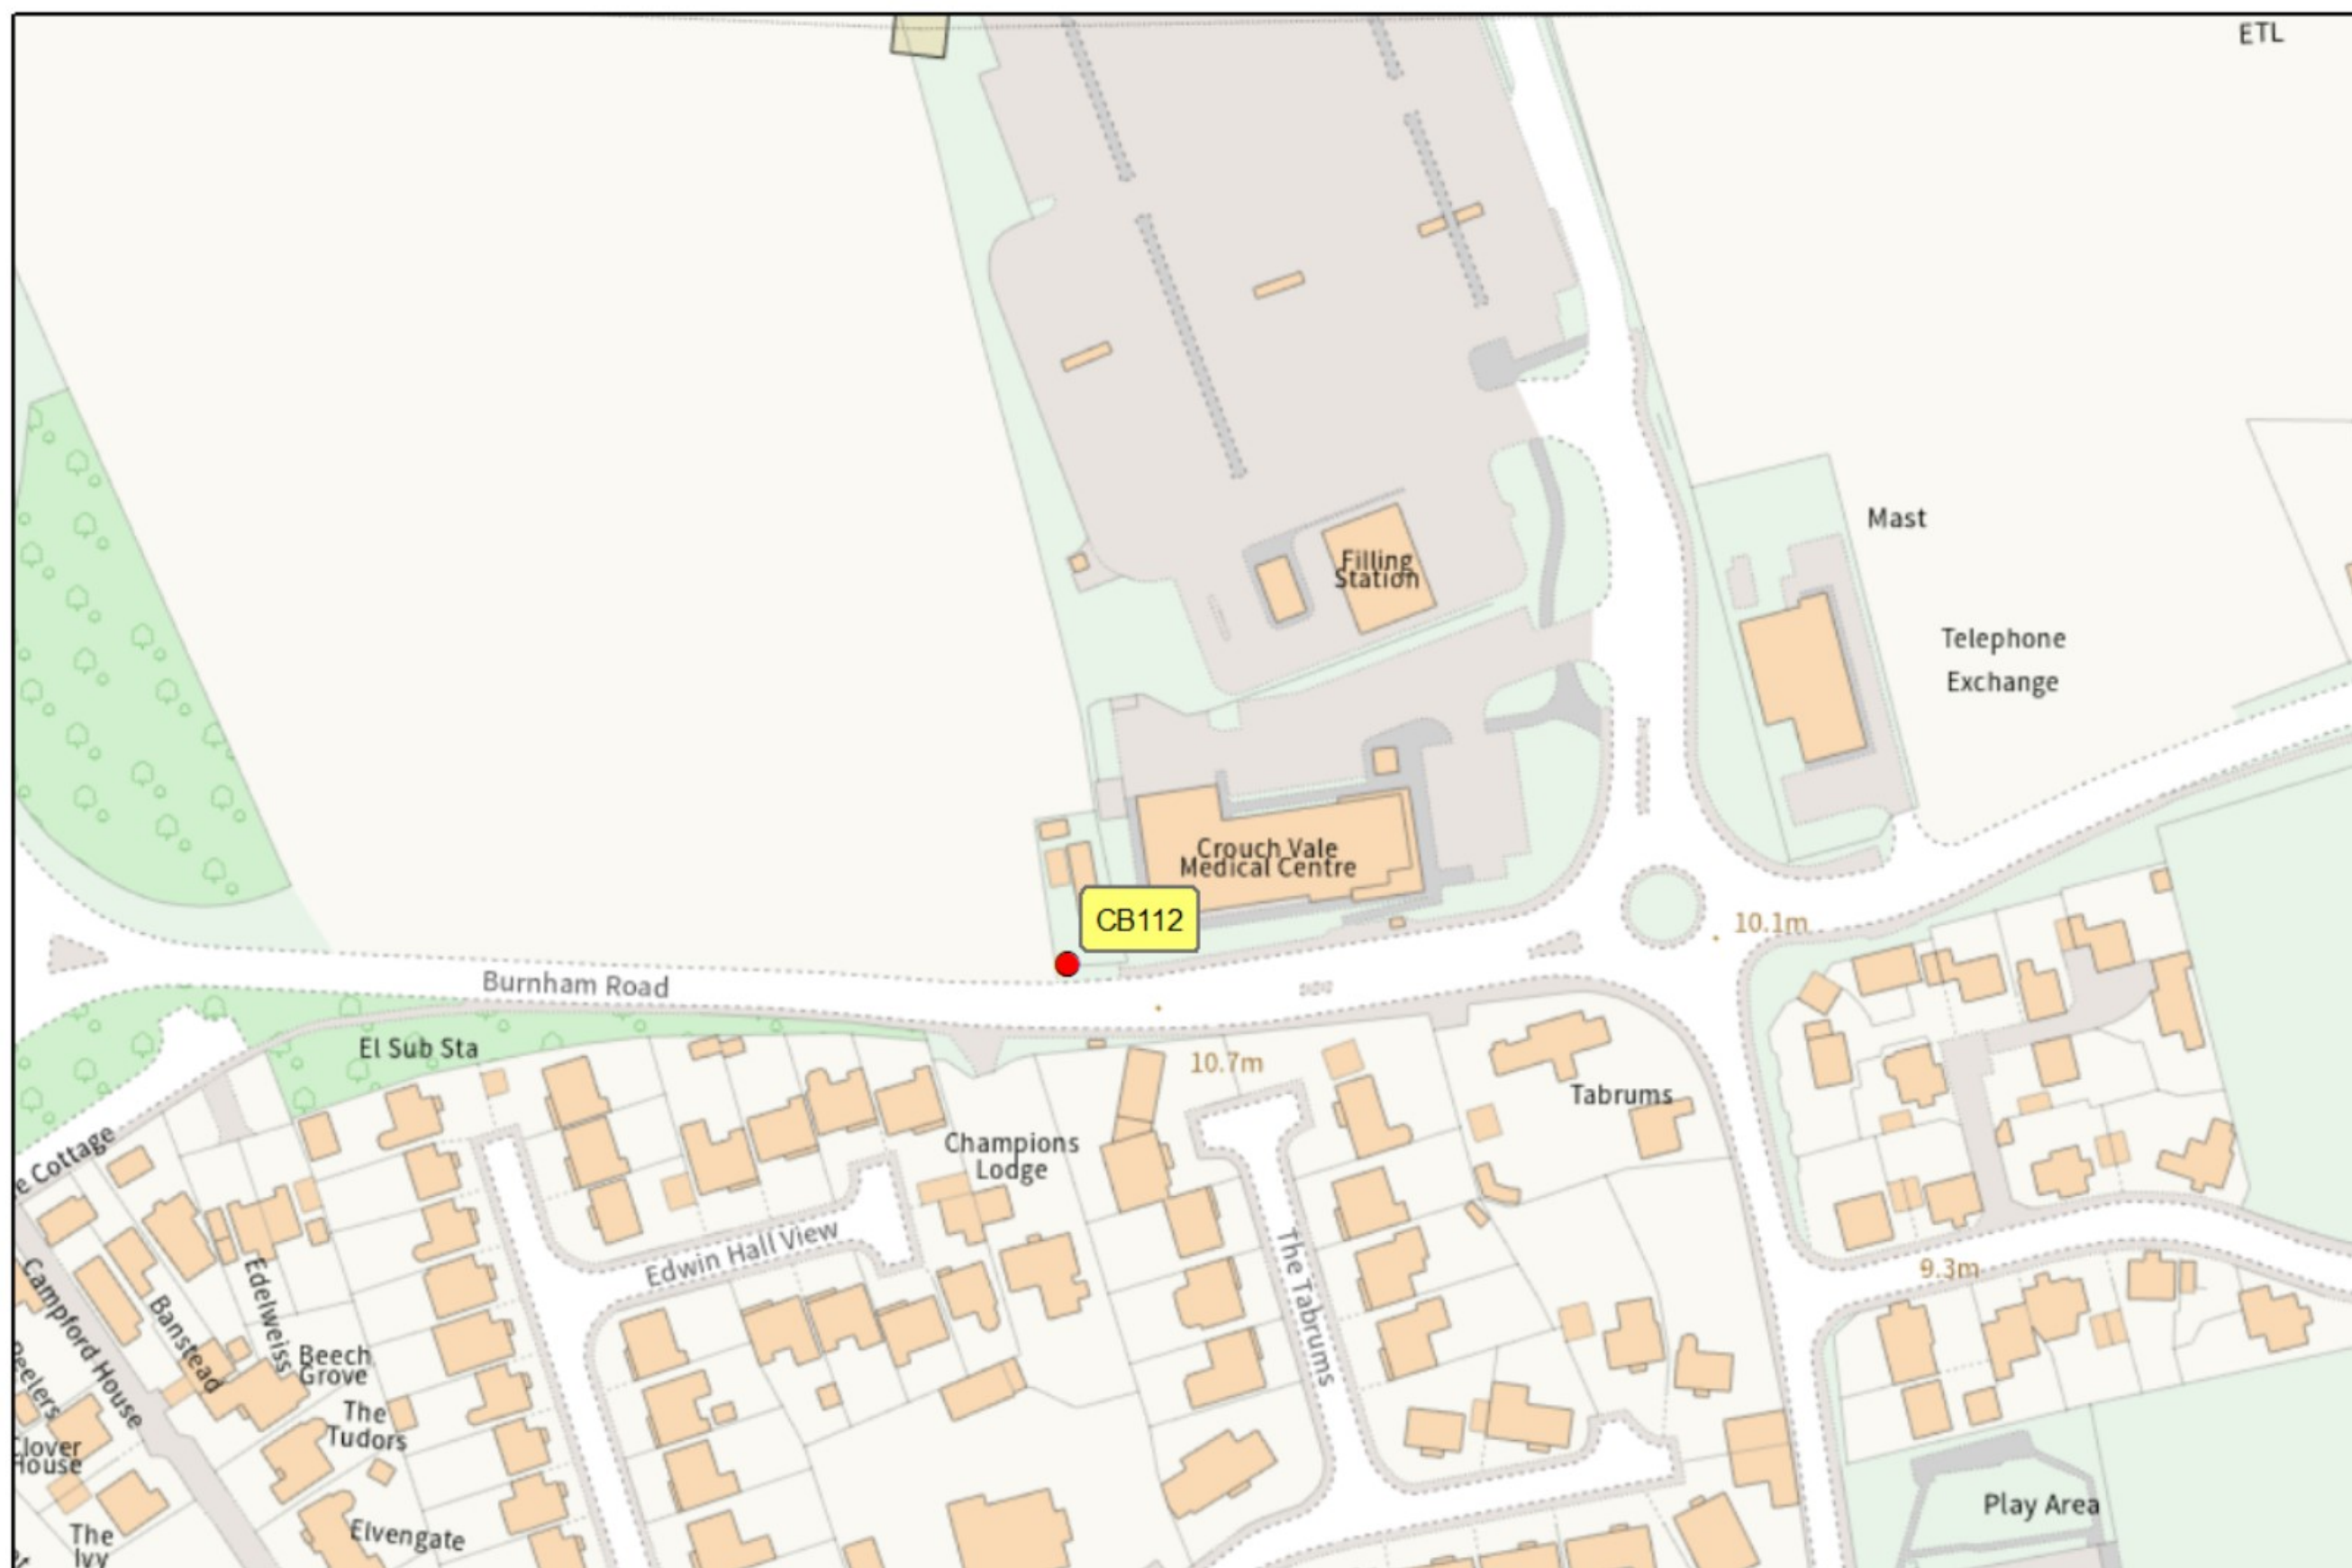 ETL
Mast
Filling
Station
Telephone
Exchange
Crouch Vale
Medical Centre
CB112
10.1m
Burnham Road
El Sub Sta
10.7m
Tabrums
Champions
Lodge
Cottage
Edwin Hall View
The Tabrums
9.3m
Campford House
Banstead
Edelweiss
Beech
Grove
Peelers
The
Tudors
Clover
House
Play Area
The
Ivy
Elvengate